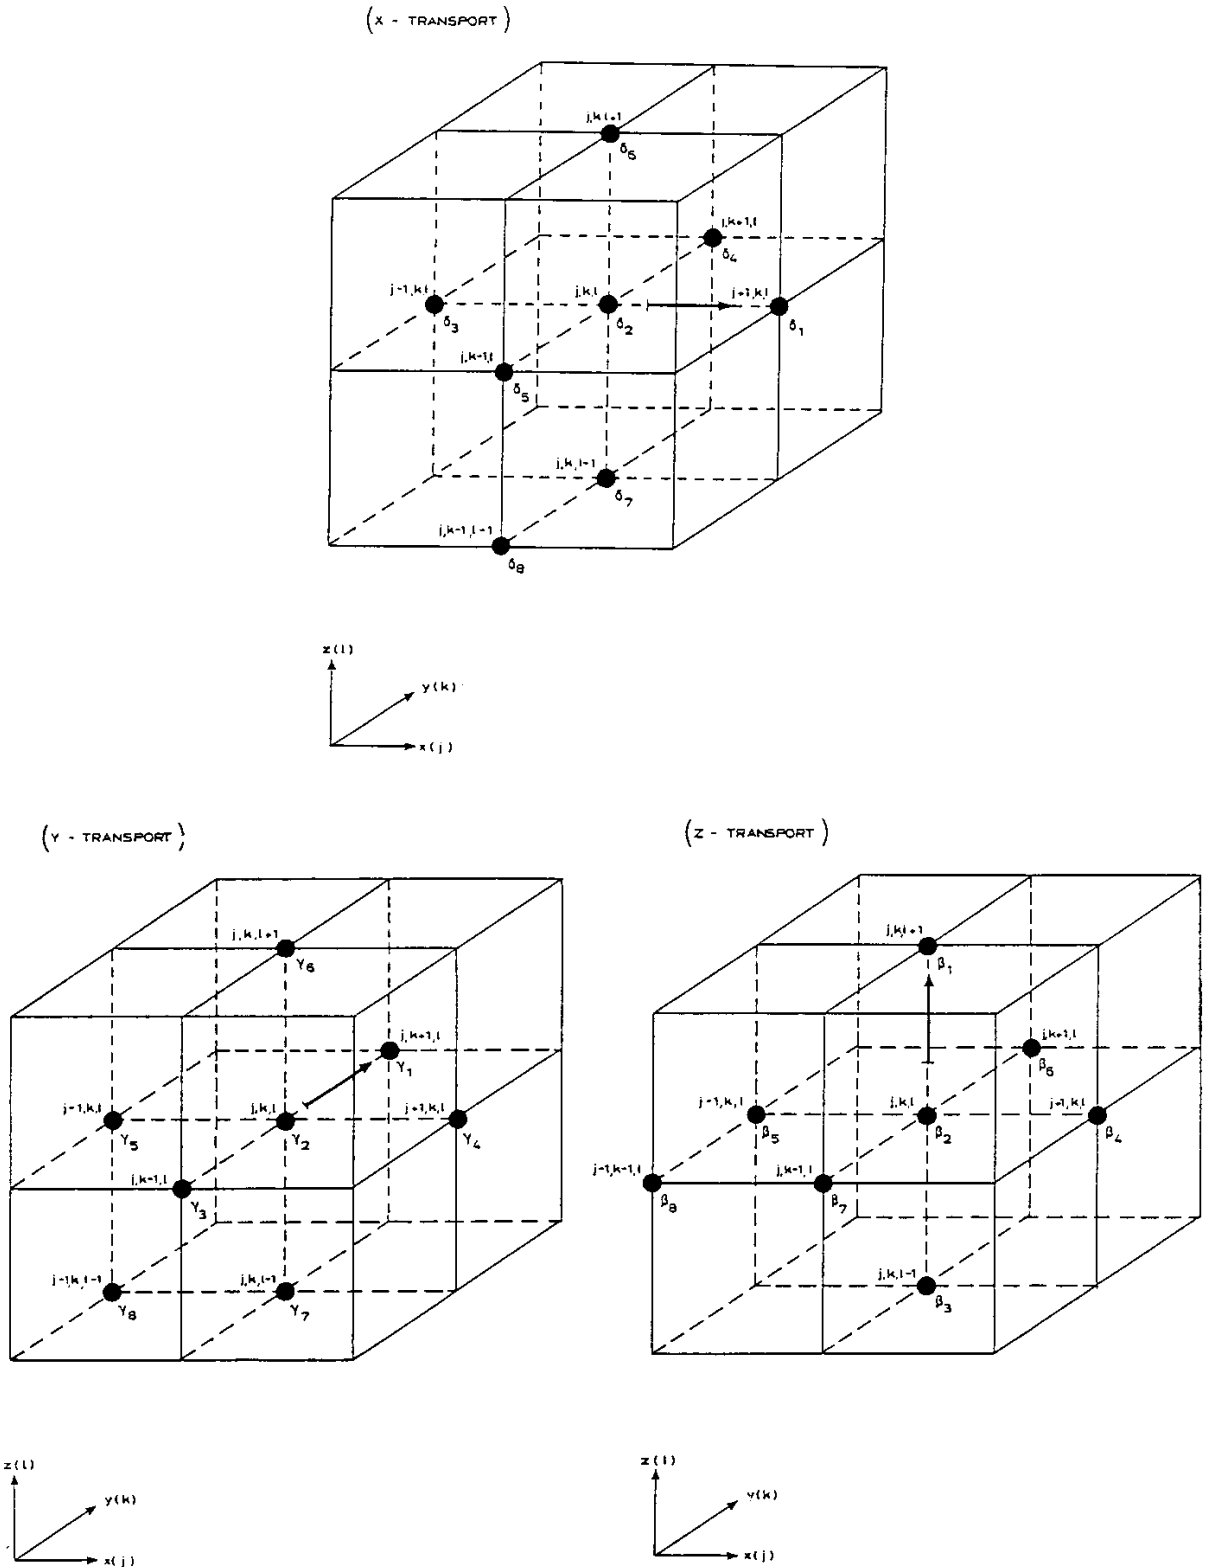 (X - TRANSPORT)
j,k,l+1
δ6
j,k+1,l
δ4
j-1,k,l
δ3
j,k,l
δ2
j+1,k,l
δ1
j,k-1,l
δ5
j,k,l-1
δ7
j,k-1,l-1
δ8
z(l)
y(k)
x(j)
(Y - TRANSPORT)
j,k,l+1
γ6
j,k+1,l
γ1
j-1,k,l
γ5
j,k,l
γ2
j+1,k,l
γ4
j,k-1,l
γ3
j-1,k,l-1
γ8
j,k,l-1
γ7
z(l)
y(k)
x(j)
(Z - TRANSPORT)
j,k,l+1
β1
j,k+1,l
β6
j-1,k,l
β5
j,k,l
β2
j+1,k,l
β4
j-1,k-1,l
β8
j,k-1,l
β7
j,k,l-1
β3
z(l)
y(k)
x(j)